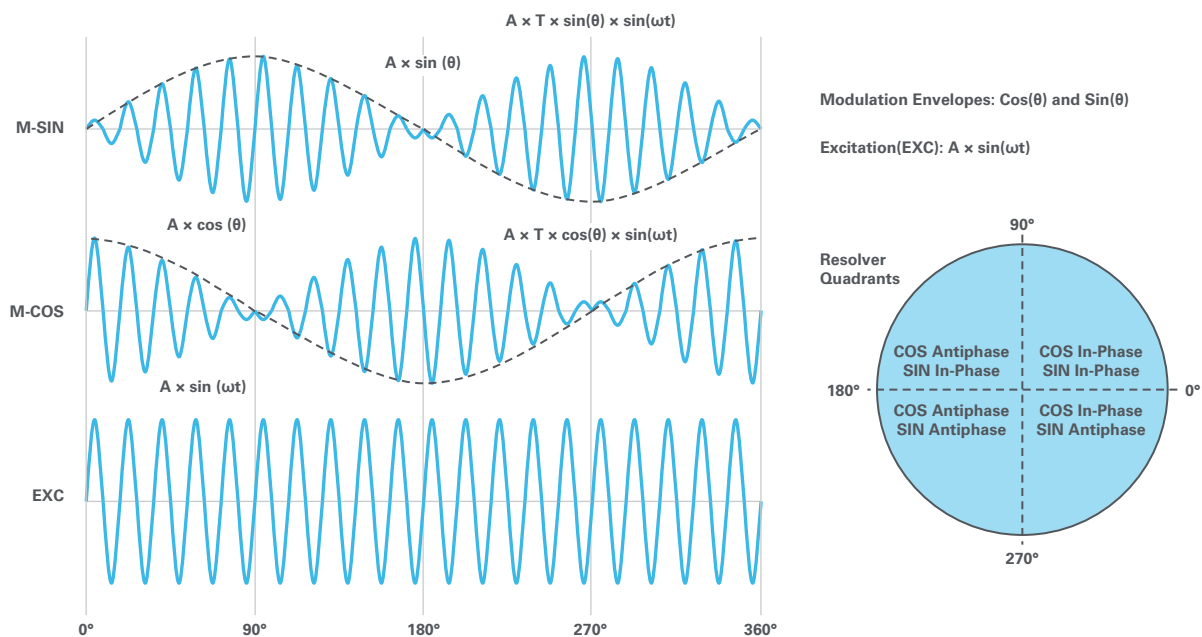 A × T × sin(θ) × sin(ωt)
A × sin (θ)
M-SIN
A × cos (θ)
A × T × cos(θ) × sin(ωt)
M-COS
A × sin (ωt)
EXC
0°
90°
180°
270°
360°
Modulation Envelopes: Cos(θ) and Sin(θ)
Excitation(EXC): A × sin(ωt)
90°
Resolver
Quadrants
COS Antiphase
SIN In-Phase
COS In-Phase
SIN In-Phase
180°
0°
COS Antiphase
SIN Antiphase
COS In-Phase
SIN Antiphase
270°